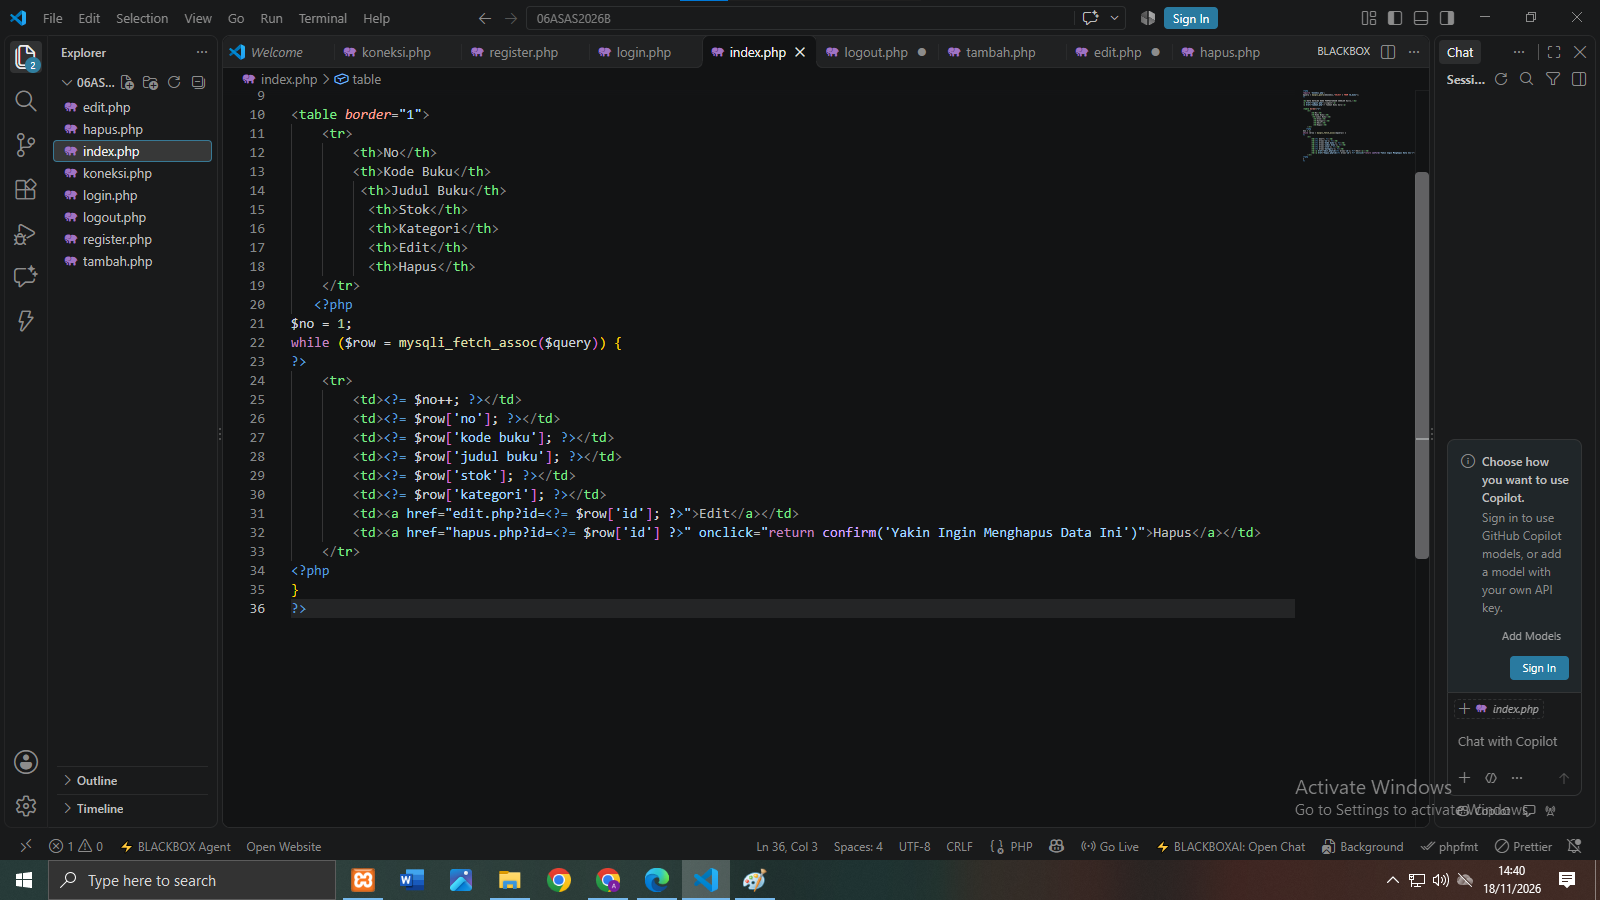 File Edit Selection View Go Run Terminal Help 06ASAS2026B Sign In
Explorer
06AS...
edit.php
hapus.php
index.php
koneksi.php
login.php
logout.php
register.php
tambah.php
Outline
Timeline
Welcome koneksi.php register.php login.php index.php logout.php tambah.php edit.php hapus.php BLACKBOX
index.php > table
9
10 <table border="1">
11 <tr>
12 <th>No</th>
13 <th>Kode Buku</th>
14 <th>Judul Buku</th>
15 <th>Stok</th>
16 <th>Kategori</th>
17 <th>Edit</th>
18 <th>Hapus</th>
19 </tr>
20 <?php
21 $no = 1;
22 while ($row = mysqli_fetch_assoc($query)) {
23 ?>
24 <tr>
25 <td><?= $no++; ?></td>
26 <td><?= $row['no']; ?></td>
27 <td><?= $row['kode buku']; ?></td>
28 <td><?= $row['judul buku']; ?></td>
29 <td><?= $row['stok']; ?></td>
30 <td><?= $row['kategori']; ?></td>
31 <td><a href="edit.php?id=<?= $row['id']; ?>">Edit</a></td>
32 <td><a href="hapus.php?id=<?= $row['id'] ?>" onclick="return confirm('Yakin Ingin Menghapus Data Ini')">Hapus</a></td>
33 </tr>
34 <?php
35 }
36 ?>
Chat
Sessi...
Choose how
you want to use
Copilot.
Sign in to use
GitHub Copilot
models, or add
a model with
your own API
key.
Add Models
Sign In
index.php
Chat with Copilot
Activate Windows
Go to Settings to activate Windows.
2
1 0 BLACKBOX Agent Open Website Ln 36, Col 3 Spaces: 4 UTF-8 CRLF PHP Go Live BLACKBOXAI: Open Chat Background phpfmt Prettier
Type here to search
14:40
18/11/2026